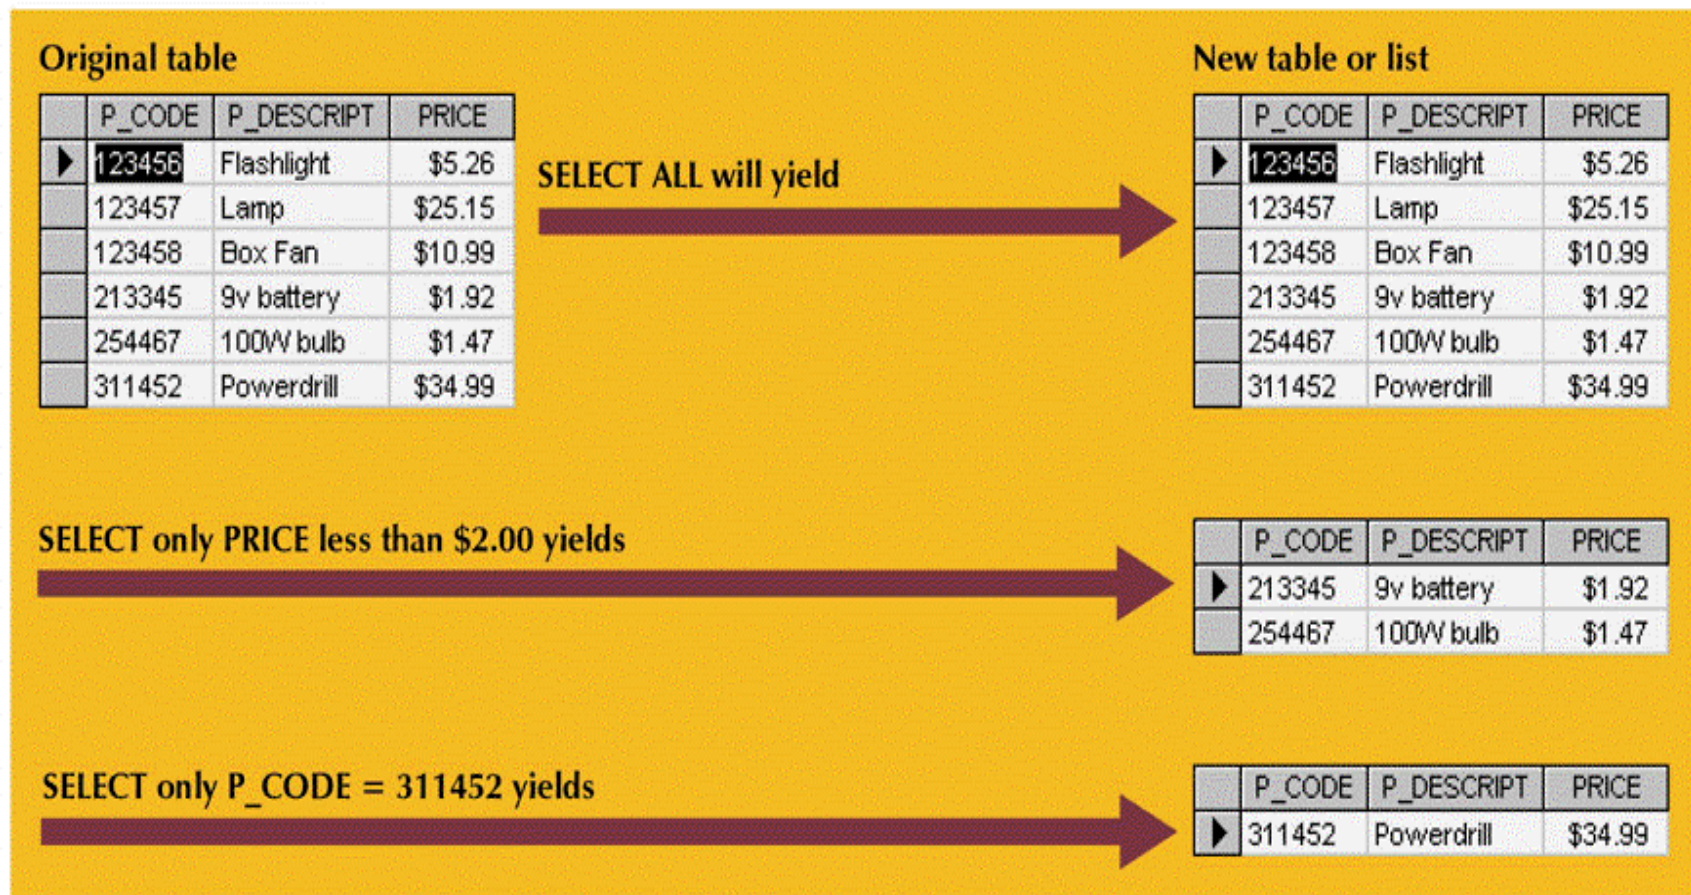 Original table
New table or list
P_CODE P_DESCRIPT PRICE
123456 Flashlight $5.26
123457 Lamp $25.15
123458 Box Fan $10.99
213345 9v battery $1.92
254467 100W bulb $1.47
311452 Powerdrill $34.99
SELECT ALL will yield
P_CODE P_DESCRIPT PRICE
123456 Flashlight $5.26
123457 Lamp $25.15
123458 Box Fan $10.99
213345 9v battery $1.92
254467 100W bulb $1.47
311452 Powerdrill $34.99
SELECT only PRICE less than $2.00 yields
P_CODE P_DESCRIPT PRICE
213345 9v battery $1.92
254467 100W bulb $1.47
SELECT only P_CODE = 311452 yields
P_CODE P_DESCRIPT PRICE
311452 Powerdrill $34.99